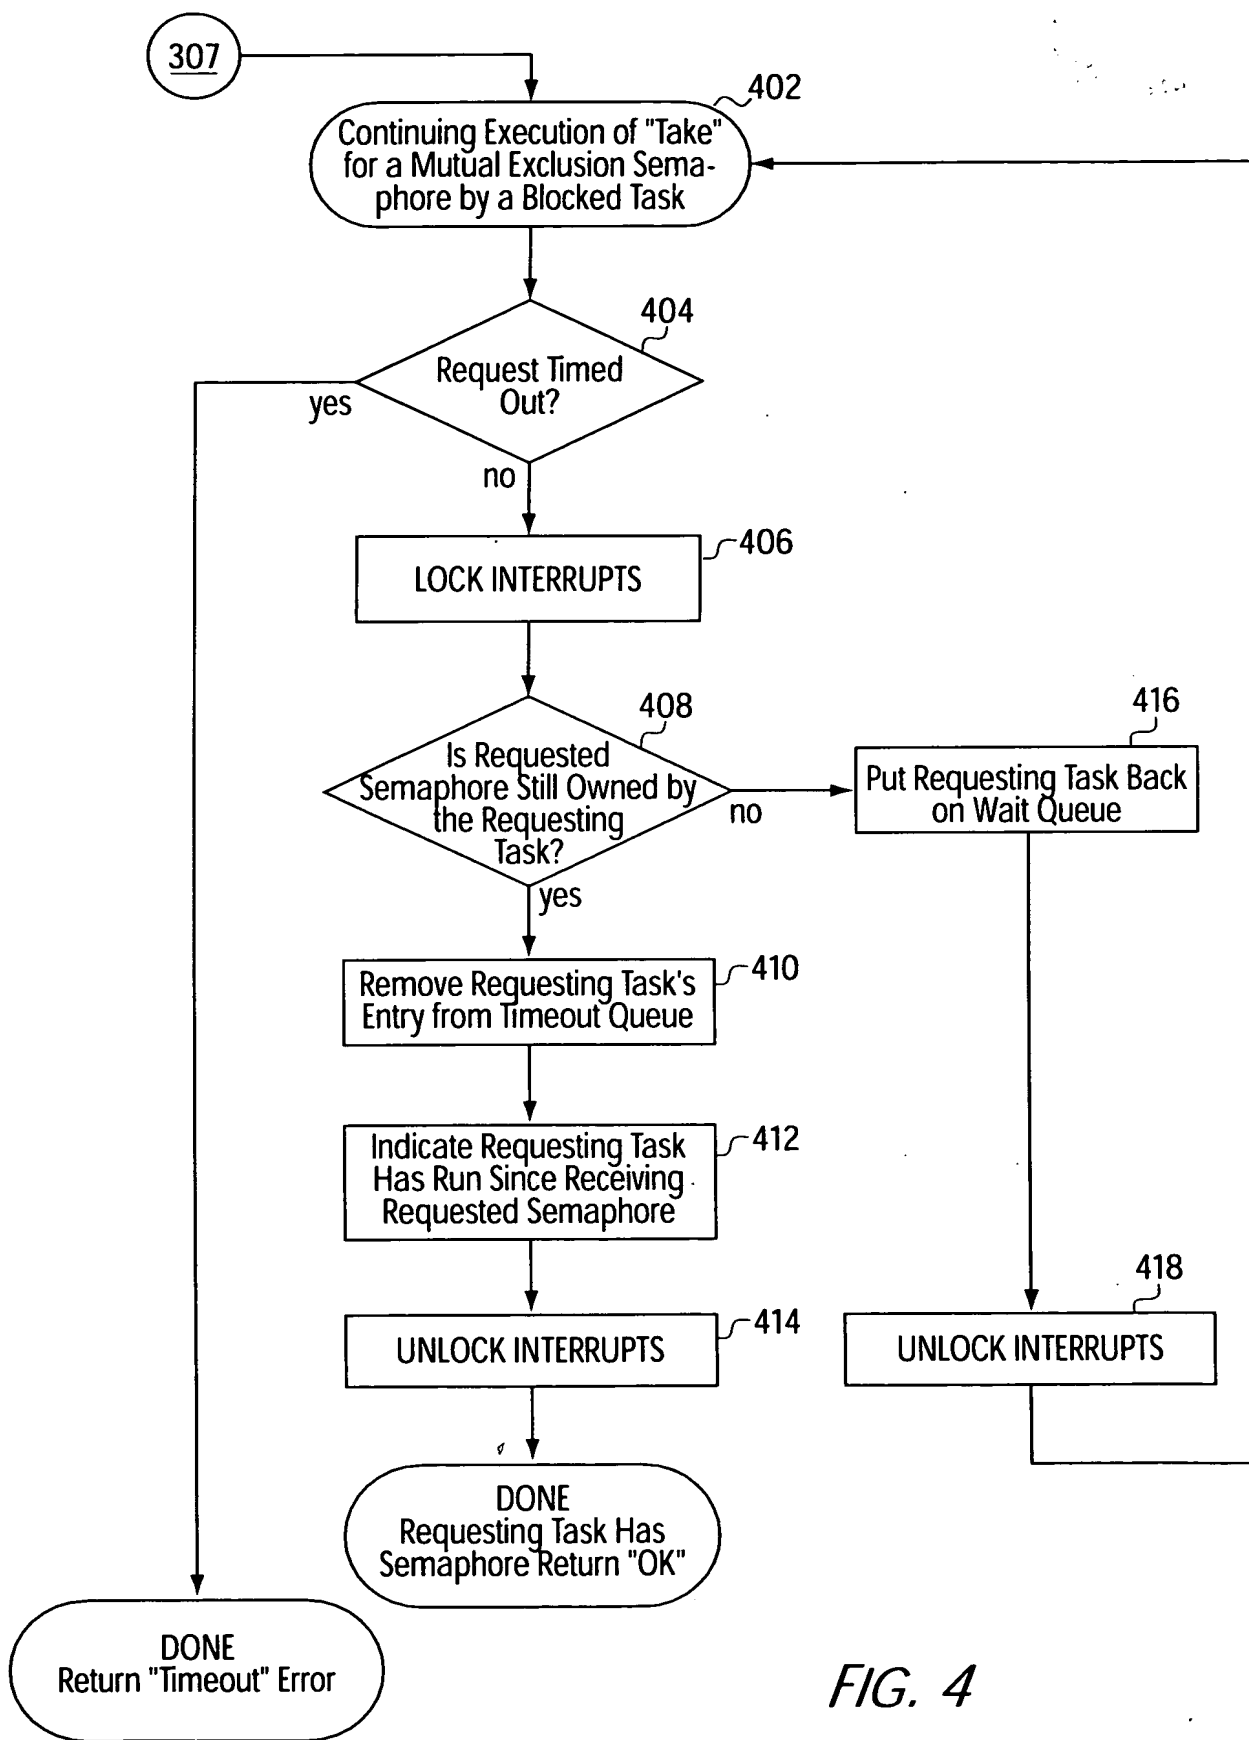 307
402
Continuing Execution of "Take"
for a Mutual Exclusion Sema-
phore by a Blocked Task
404
Request Timed
Out?
yes
no
406
LOCK INTERRUPTS
408
Is Requested
Semaphore Still Owned by
the Requesting
Task?
no
yes
416
Put Requesting Task Back
on Wait Queue
410
Remove Requesting Task's
Entry from Timeout Queue
412
Indicate Requesting Task
Has Run Since Receiving
Requested Semaphore
414
UNLOCK INTERRUPTS
418
UNLOCK INTERRUPTS
DONE
Requesting Task Has
Semaphore Return "OK"
DONE
Return "Timeout" Error
FIG. 4